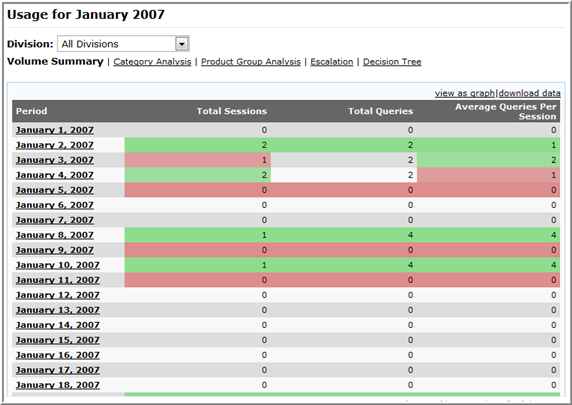 Usage for January 2007
Division: All Divisions
Volume Summary | Category Analysis | Product Group Analysis | Escalation | Decision Tree
view as graph|download data
Period Total Sessions Total Queries Average Queries Per Session
January 1, 2007 0 0 0
January 2, 2007 2 2 1
January 3, 2007 1 2 2
January 4, 2007 2 2 1
January 5, 2007 0 0 0
January 6, 2007 0 0 0
January 7, 2007 0 0 0
January 8, 2007 1 4 4
January 9, 2007 0 0 0
January 10, 2007 1 4 4
January 11, 2007 0 0 0
January 12, 2007 0 0 0
January 13, 2007 0 0 0
January 14, 2007 0 0 0
January 15, 2007 0 0 0
January 16, 2007 0 0 0
January 17, 2007 0 0 0
January 18, 2007 0 0 0